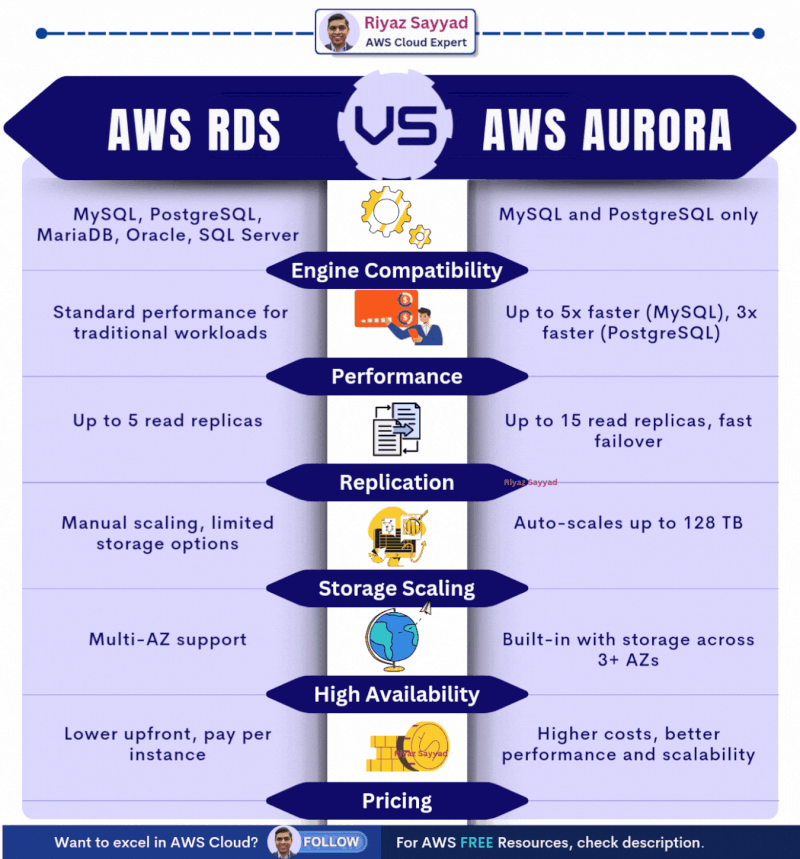 Riyaz Sayyad
AWS Cloud Expert
AWS RDS
VS
AWS AURORA
MySQL, PostgreSQL,
MariaDB, Oracle, SQL Server
MySQL and PostgreSQL only
Engine Compatibility
Standard performance for
traditional workloads
Up to 5x faster (MySQL), 3x
faster (PostgreSQL)
Performance
Up to 5 read replicas
Up to 15 read replicas, fast
failover
Replication
Riyaz Sayyad
Manual scaling, limited
storage options
Auto-scales up to 128 TB
Storage Scaling
Multi-AZ support
Built-in with storage across
3+ AZs
High Availability
Lower upfront, pay per
instance
Riyaz Sayyad
Higher costs, better
performance and scalability
Pricing
Want to excel in AWS Cloud?
FOLLOW
For AWS FREE Resources, check description.